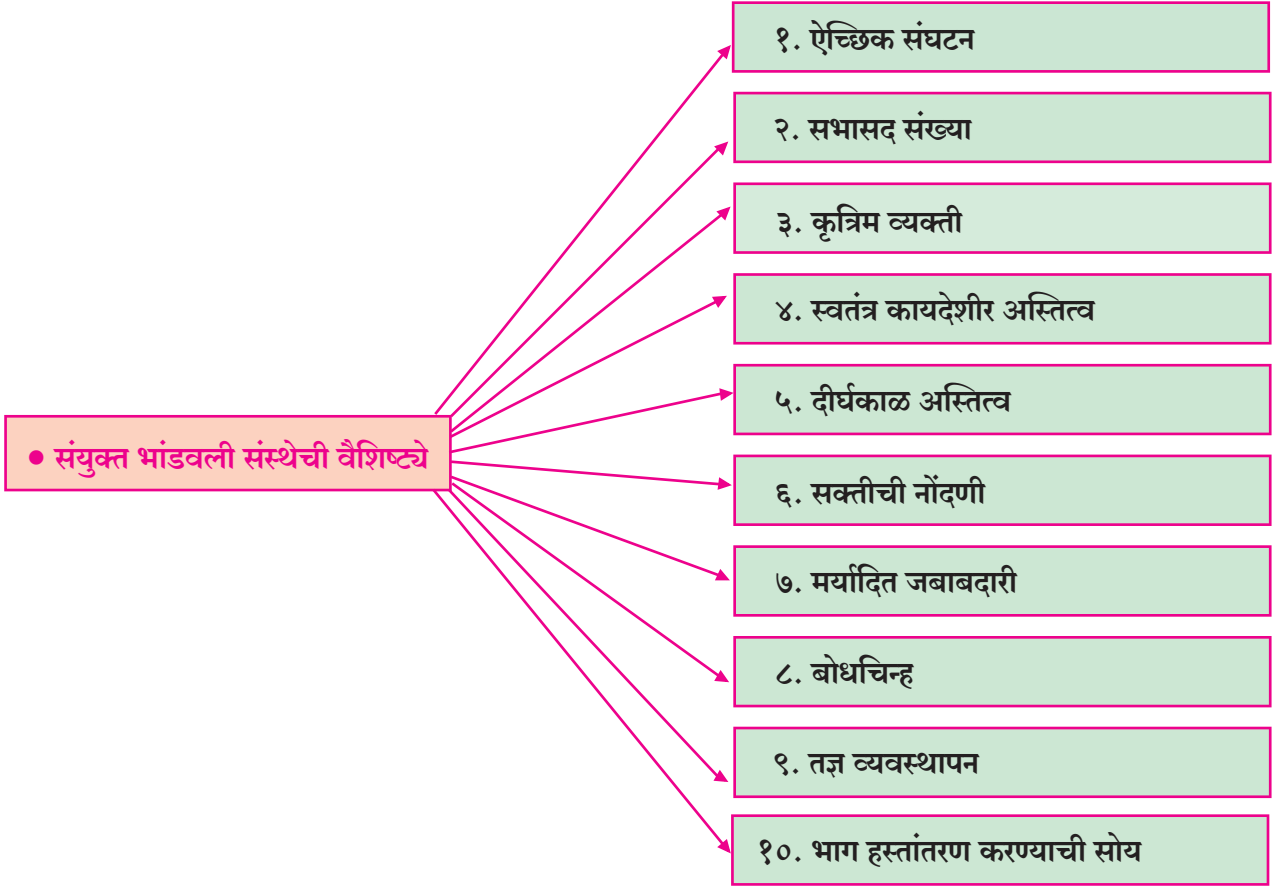 • संयुक्त भांडवली संस्थेची वैशिष्ट्ये
१. ऐच्छिक संघटन
२. सभासद संख्या
३. कृत्रिम व्यक्ती
४. स्वतंत्र कायदेशीर अस्तित्व
५. दीर्घकाळ अस्तित्व
६. सक्तीची नोंदणी
७. मर्यादित जबाबदारी
८. बोधचिन्ह
९. तज्ञ व्यवस्थापन
१०. भाग हस्तांतरण करण्याची सोय